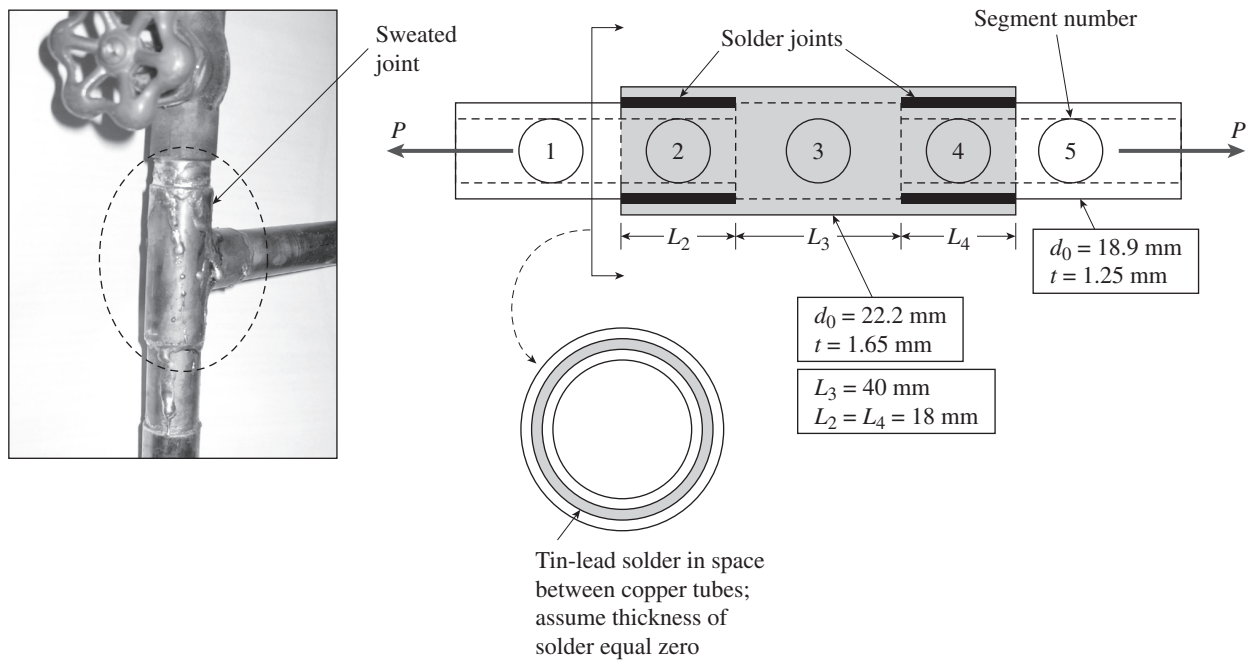 Sweated
joint
Segment number
Solder joints
P
1
2
3
4
5
P
L2
L3
L4
d0 = 18.9 mm
t = 1.25 mm
d0 = 22.2 mm
t = 1.65 mm
L3 = 40 mm
L2 = L4 = 18 mm
Tin-lead solder in space
between copper tubes;
assume thickness of
solder equal zero